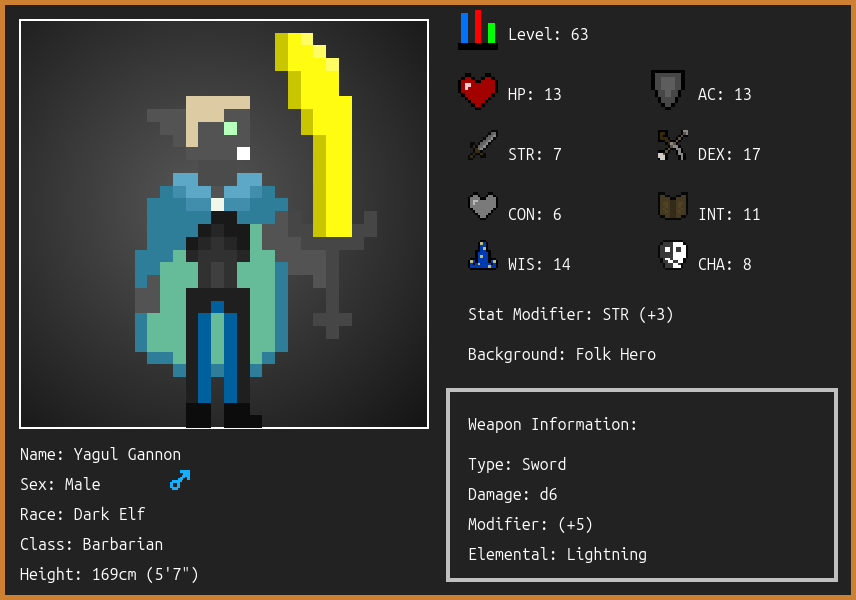 Level: 63
HP: 13
AC: 13
STR: 7
DEX: 17
CON: 6
INT: 11
WIS: 14
CHA: 8
Stat Modifier: STR (+3)
Background: Folk Hero
Weapon Information:
Type: Sword
Damage: d6
Modifier: (+5)
Elemental: Lightning
Name: Yagul Gannon
Sex: Male
Race: Dark Elf
Class: Barbarian
Height: 169cm (5'7")